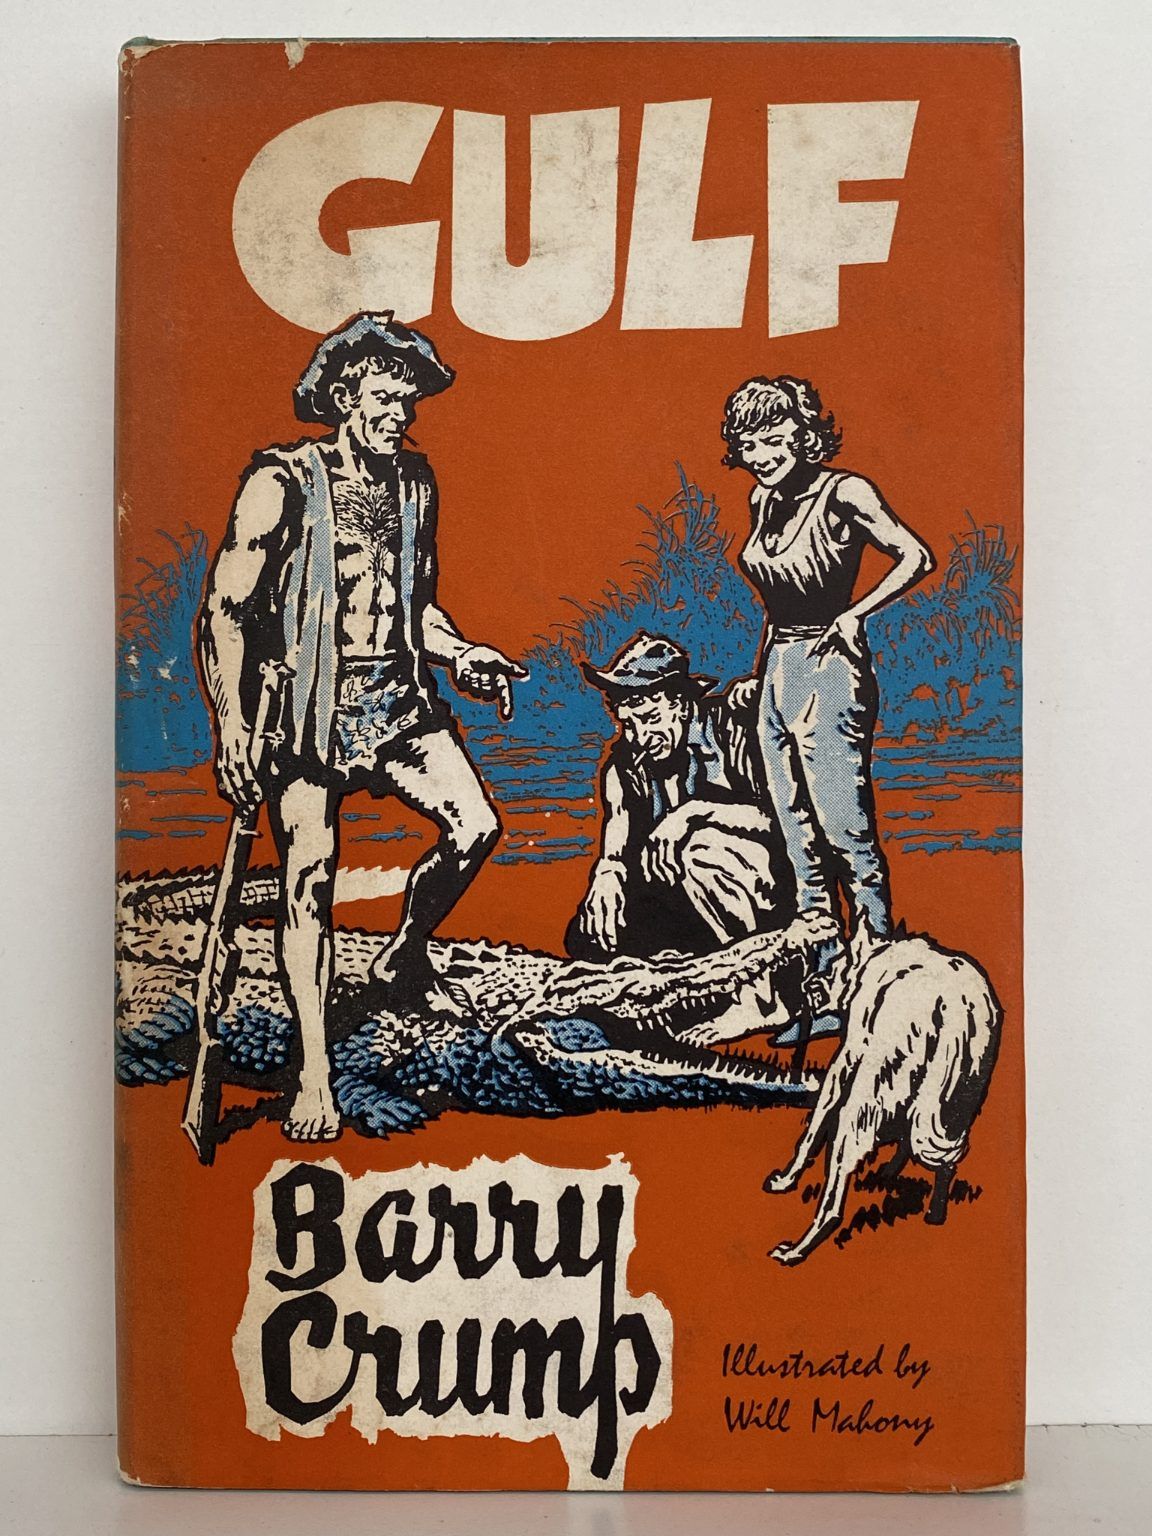 GULF
Barry
Crump
Illustrated by
Will Mahony